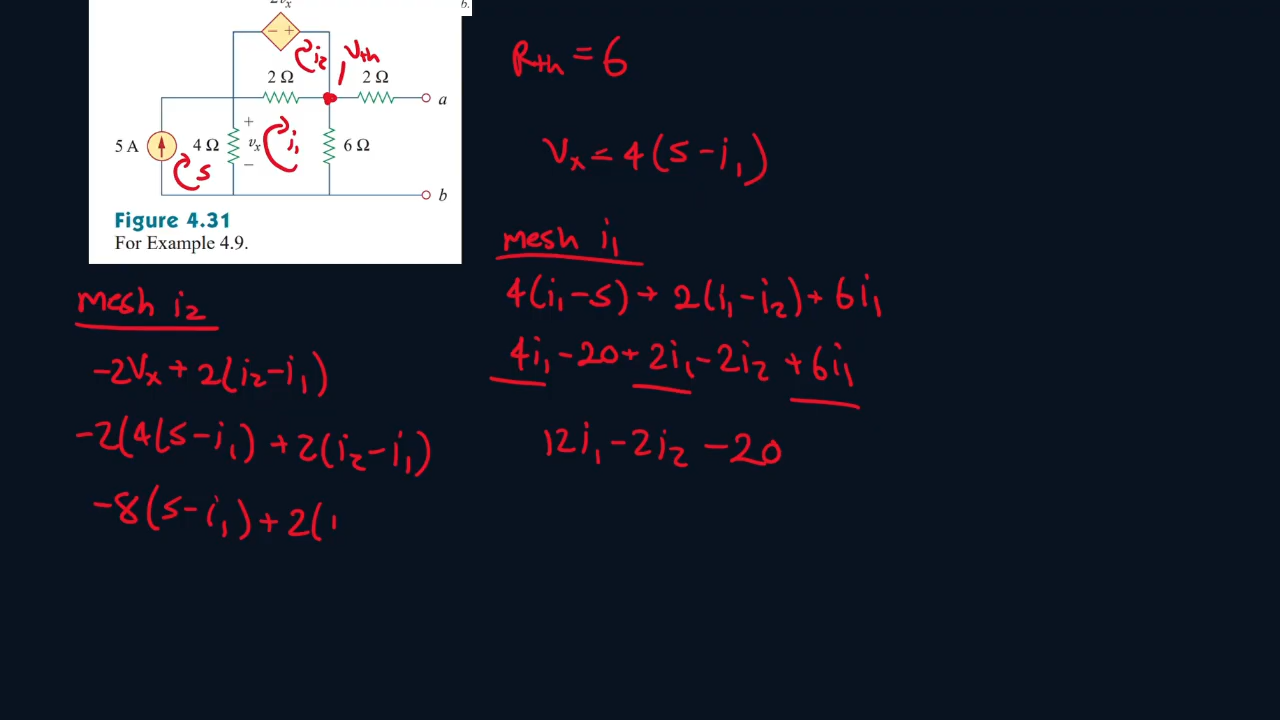 2vₓ
b.
− +
i₂
Vth
2 Ω
2 Ω
a
5 A
4 Ω
+
vₓ
−
i₁
6 Ω
5
b
Figure 4.31
For Example 4.9.
Rth = 6
Vₓ = 4(5 - i₁)
mesh i₁
4(i₁ - 5) + 2(i₁ - i₂) + 6i₁
4i₁ - 20 + 2i₁ - 2i₂ + 6i₁
12i₁ - 2i₂ - 20
mesh i₂
-2Vₓ + 2(i₂ - i₁)
-2(4(5 - i₁) + 2(i₂ - i₁)
-8(5 - i₁) + 2(